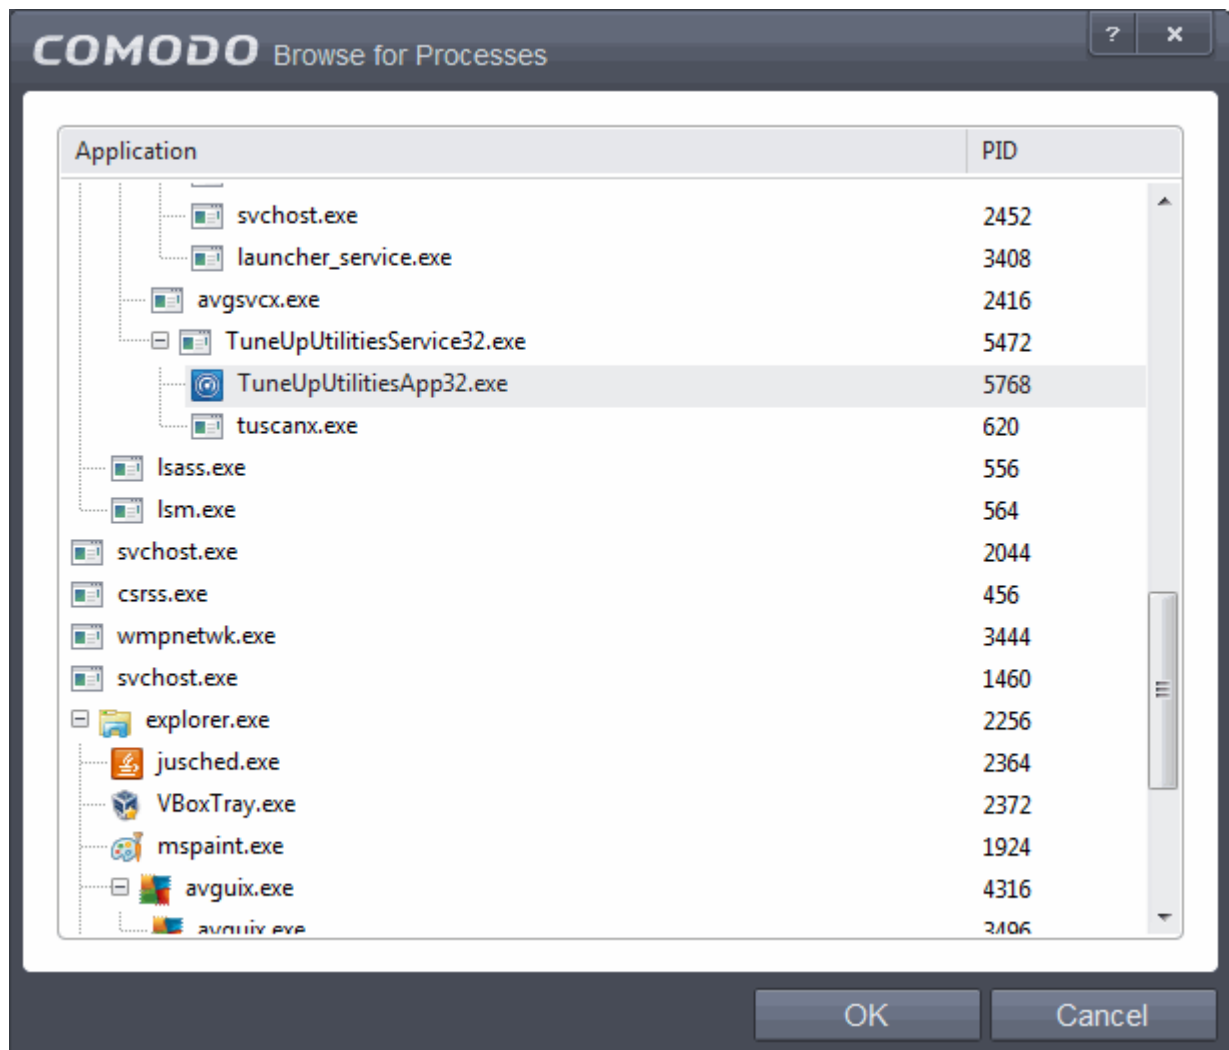 COMODO Browse for Processes ? x
Application PID
svchost.exe 2452
launcher_service.exe 3408
avgsvcx.exe 2416
TuneUpUtilitiesService32.exe 5472
TuneUpUtilitiesApp32.exe 5768
tuscanx.exe 620
lsass.exe 556
lsm.exe 564
svchost.exe 2044
csrss.exe 456
wmpnetwk.exe 3444
svchost.exe 1460
explorer.exe 2256
jusched.exe 2364
VBoxTray.exe 2372
mspaint.exe 1924
avguix.exe 4316
avguix.exe 3496
OK Cancel